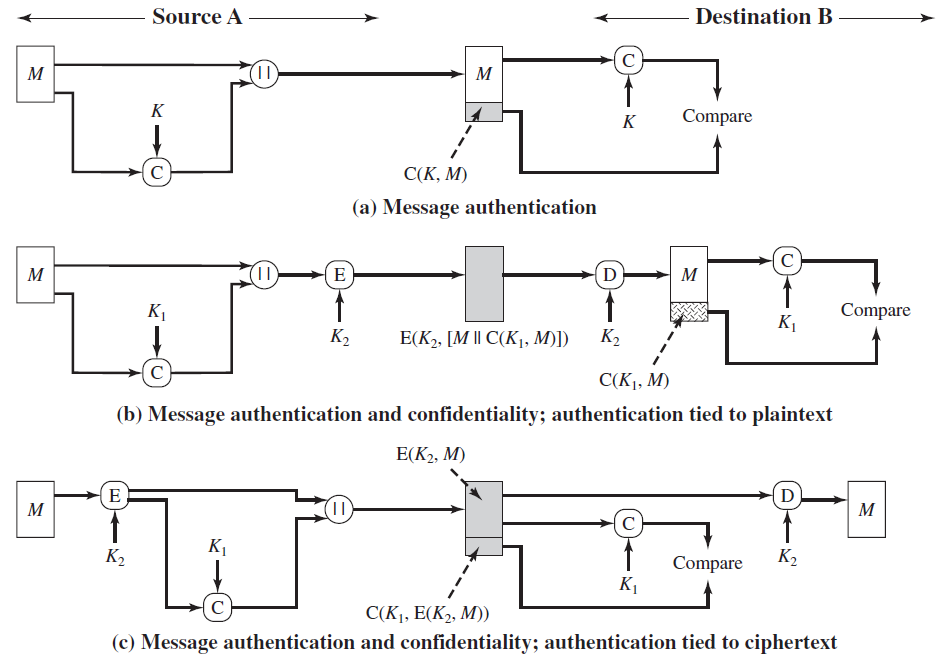 Source A
Destination B
M
||
M
C
K
K
Compare
C
C(K, M)
(a) Message authentication
M
||
E
D
M
C
K₁
K₂
E(K₂, [M || C(K₁, M)])
K₂
K₁
Compare
C
C(K₁, M)
(b) Message authentication and confidentiality; authentication tied to plaintext
E(K₂, M)
M
E
||
C
D
M
K₂
K₁
K₁
Compare
K₂
C
C(K₁, E(K₂, M))
(c) Message authentication and confidentiality; authentication tied to ciphertext